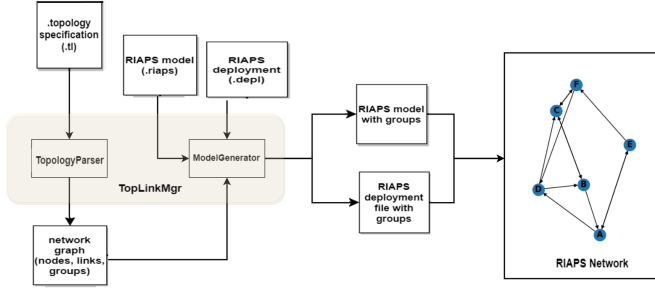 .topology
specification
(.tl)
RIAPS model
(.riaps)
RIAPS
deployment
(.depl)
TopologyParser
ModelGenerator
TopLinkMgr
network
graph
(nodes, links,
groups)
RIAPS model
with groups
RIAPS
deployment
file with
groups
F
C
E
D
B
A
RIAPS Network